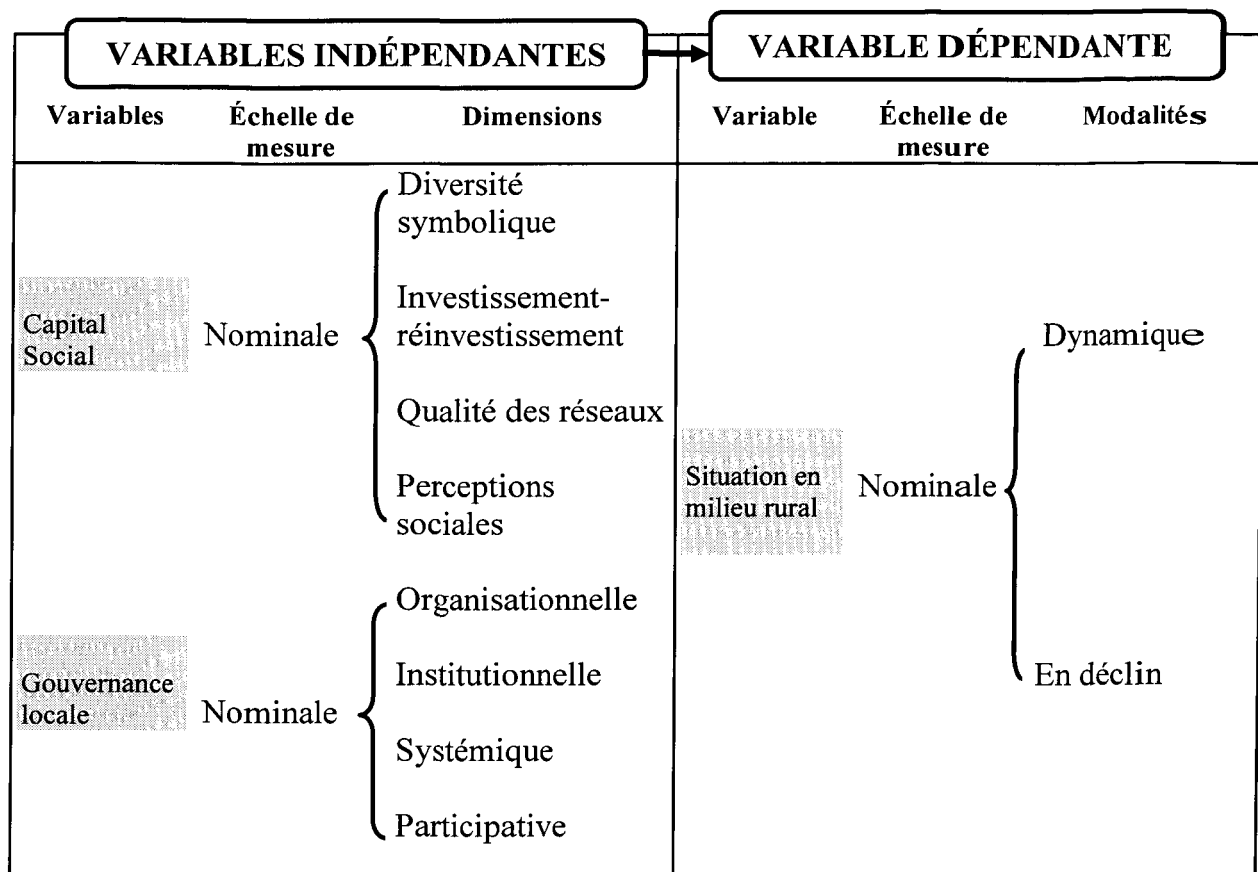 VARIABLES INDÉPENDANTES
VARIABLE DÉPENDANTE
Variables
Échelle de
mesure
Dimensions
Variable
Échelle de
mesure
Modalités
Capital
Social
Nominale
Diversité
symbolique
Investissement-
réinvestissement
Qualité des réseaux
Perceptions
sociales
Gouvernance
locale
Nominale
Organisationnelle
Institutionnelle
Systémique
Participative
Situation en
milieu rural
Nominale
Dynamique
En déclin